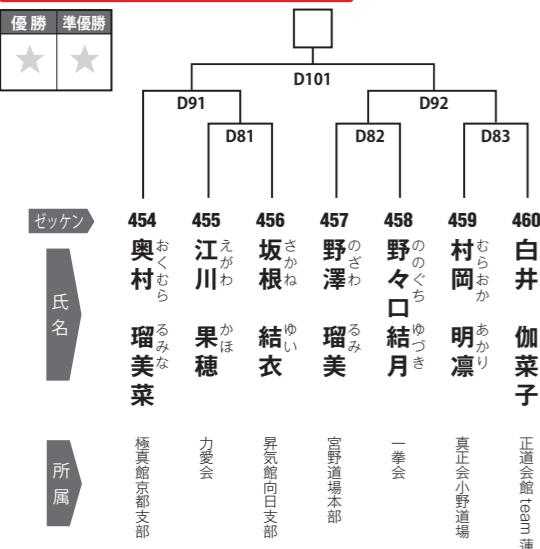 優勝 準優勝
D101
D91 D92
D81 D82 D83
ゼッケン 454 455 456 457 458 459 460
氏名
奥村 瑠美菜 おくむら るみな
江川 果穂 えがわ かほ
坂根 結衣 さかね ゆい
野澤 瑠美 のざわ るみ
野々口 結月 ののぐち ゆづき
村岡 明凛 むらおか あかり
白井 伽菜子
所属
極真館京都支部
力愛会
昇気館向日支部
宮野道場本部
一拳会
真正会小野道場
正道会館 team 蓮